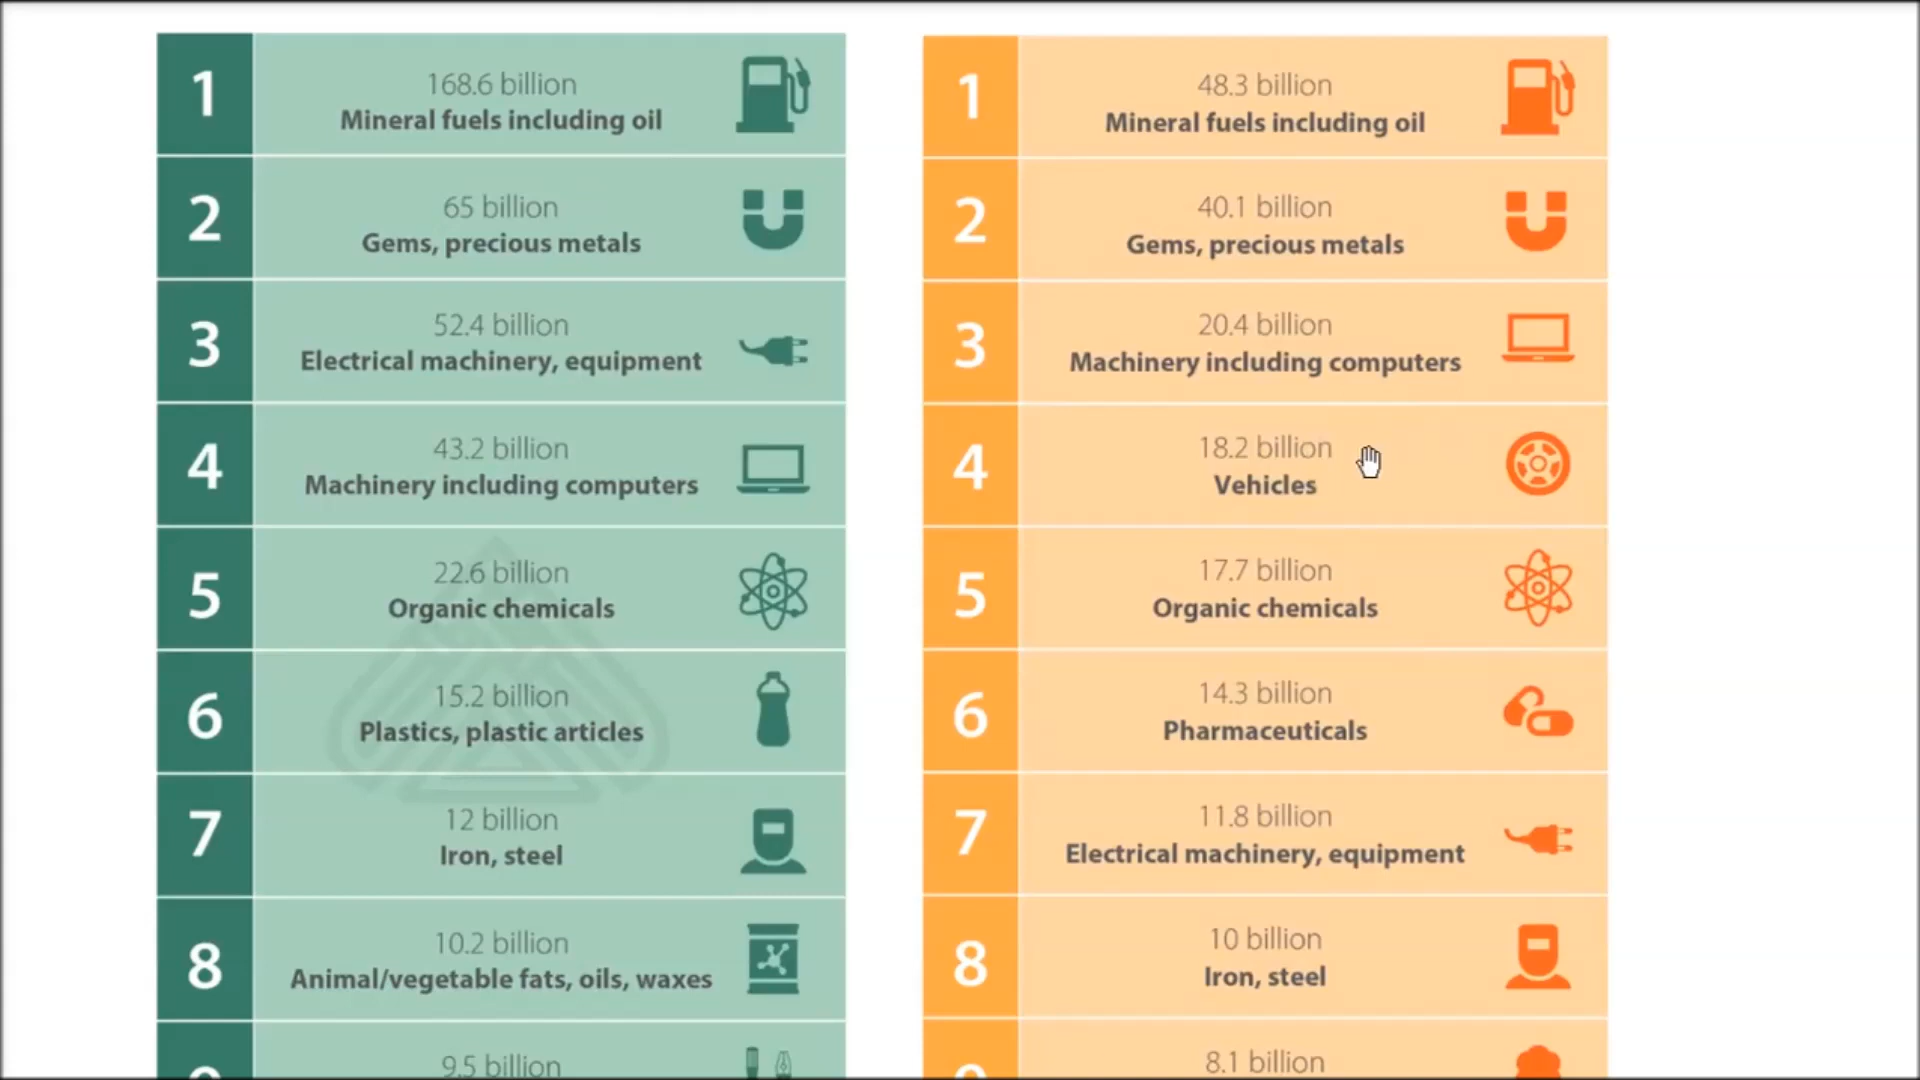 1
168.6 billion
Mineral fuels including oil
2
65 billion
Gems, precious metals
3
52.4 billion
Electrical machinery, equipment
4
43.2 billion
Machinery including computers
5
22.6 billion
Organic chemicals
6
15.2 billion
Plastics, plastic articles
7
12 billion
Iron, steel
8
10.2 billion
Animal/vegetable fats, oils, waxes
9
9.5 billion
1
48.3 billion
Mineral fuels including oil
2
40.1 billion
Gems, precious metals
3
20.4 billion
Machinery including computers
4
18.2 billion
Vehicles
5
17.7 billion
Organic chemicals
6
14.3 billion
Pharmaceuticals
7
11.8 billion
Electrical machinery, equipment
8
10 billion
Iron, steel
9
8.1 billion